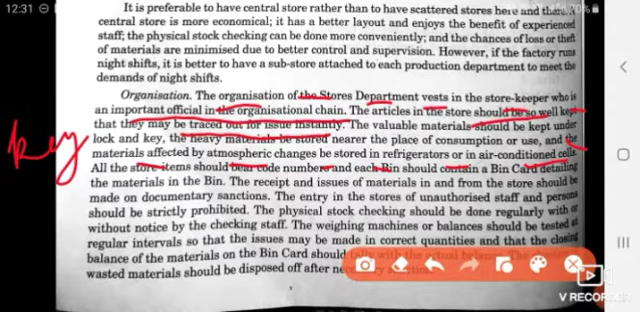 12:31
It is preferable to have central store rather than to have scattered stores here and there.
central store is more economical; it has a better layout and enjoys the benefit of experienced
staff; the physical stock checking can be done more conveniently; and the chances of loss or theft
of materials are minimised due to better control and supervision. However, if the factory runs
night shifts, it is better to have a sub-store attached to each production department to meet the
demands of night shifts.
Organisation. The organisation of the Stores Department vests in the store-keeper who is
an important official in the organisational chain. The articles in the store should be so well kept
that they may be traced out for issue instantly. The valuable materials should be kept under
key
lock and key, the heavy materials be stored nearer the place of consumption or use, and the
materials affected by atmospheric changes be stored in refrigerators or in air-conditioned cells.
All the store items should bear code numbers and each Bin should contain a Bin Card detailing
the materials in the Bin. The receipt and issues of materials in and from the store should be
made on documentary sanctions. The entry in the stores of unauthorised staff and persons
should be strictly prohibited. The physical stock checking should be done regularly with or
without notice by the checking staff. The weighing machines or balances should be tested at
regular intervals so that the issues may be made in correct quantities and that the closing
balance of the materials on the Bin Card should
wasted materials should be disposed off after
V RECORDER